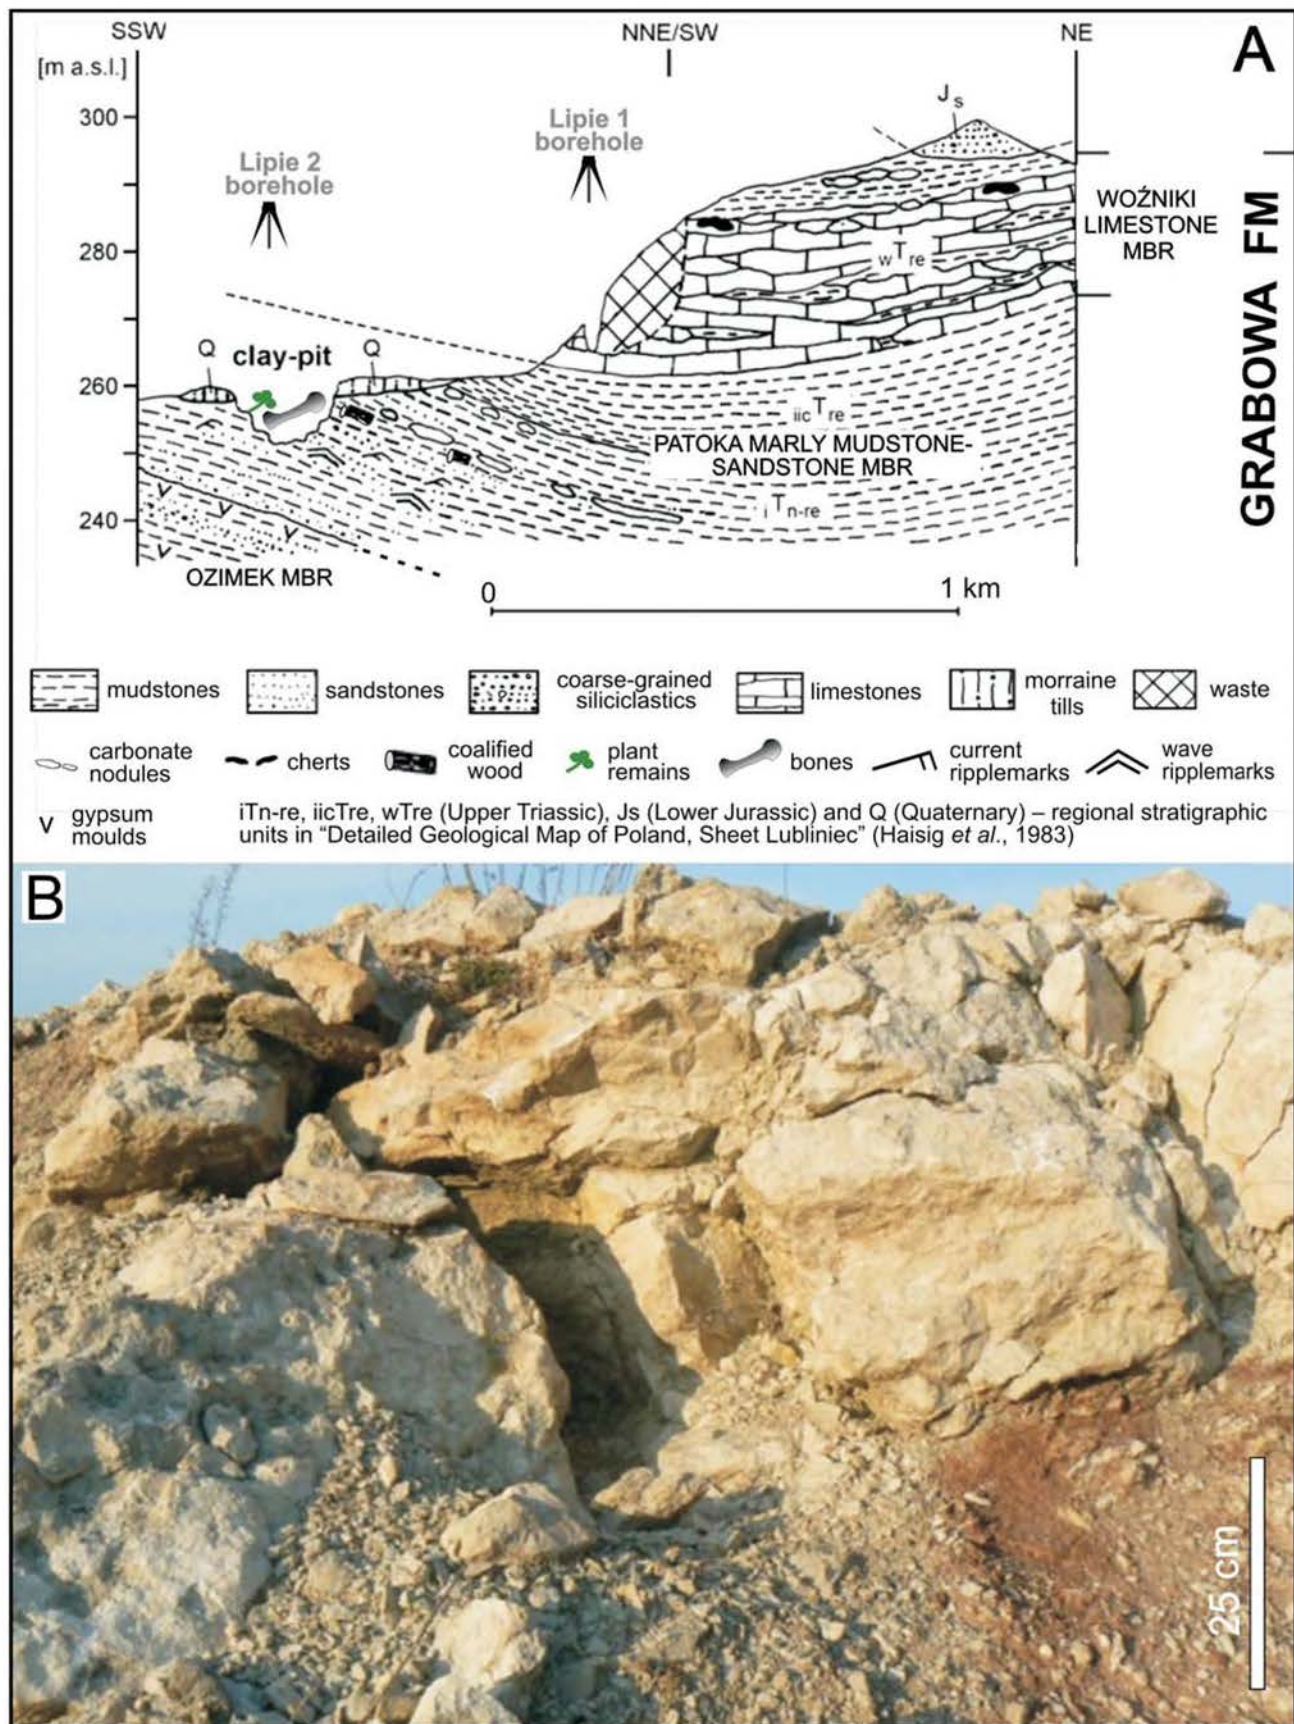 SSW
NNE/SW
NE
A
[m a.s.l.]
300
280
260
240
Lipie 2
borehole
Lipie 1
borehole
Js
Q
clay-pit
Q
wTre
iicTre
PATOKA MARLY MUDSTONE-
SANDSTONE MBR
iTn-re
OZIMEK MBR
WOŹNIKI
LIMESTONE
MBR
GRABOWA FM
0
1 km
mudstones
sandstones
coarse-grained
siliciclastics
limestones
morraine
tills
waste
carbonate
nodules
cherts
coalified
wood
plant
remains
bones
current
ripplemarks
wave
ripplemarks
v gypsum
moulds
iTn-re, iicTre, wTre (Upper Triassic), Js (Lower Jurassic) and Q (Quaternary) – regional stratigraphic
units in “Detailed Geological Map of Poland, Sheet Lubliniec” (Haisig et al., 1983)
B
25 cm